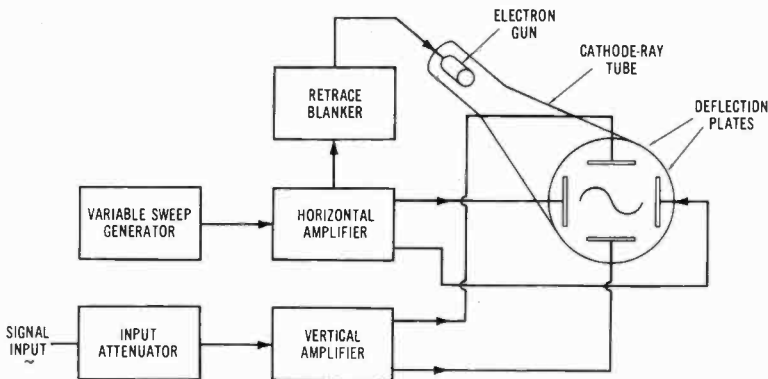 ELECTRON
GUN
CATHODE-RAY
TUBE
DEFLECTION
PLATES
RETRACE
BLANKER
VARIABLE SWEEP
GENERATOR
HORIZONTAL
AMPLIFIER
SIGNAL
INPUT
~
INPUT
ATTENUATOR
VERTICAL
AMPLIFIER